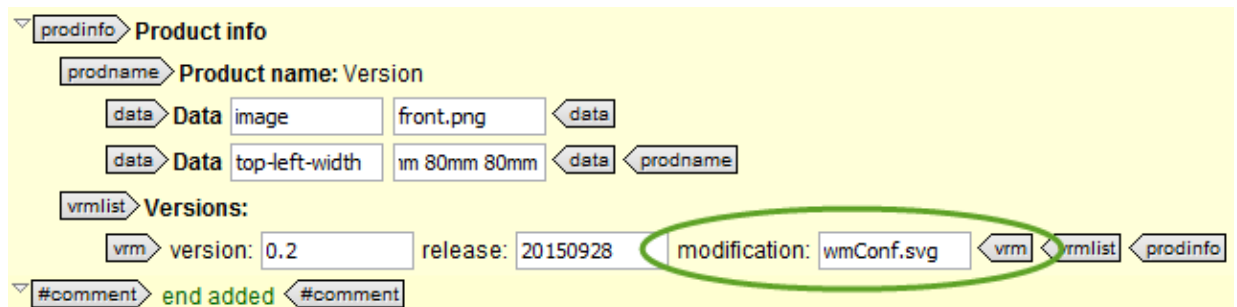 prodinfo Product info
prodname Product name: Version
data Data image front.png data
data Data top-left-width 80mm 80mm data prodname
vrmlist Versions:
vrm version: 0.2 release: 20150928 modification: wmConf.svg vrm vrmlist prodinfo
#comment end added #comment